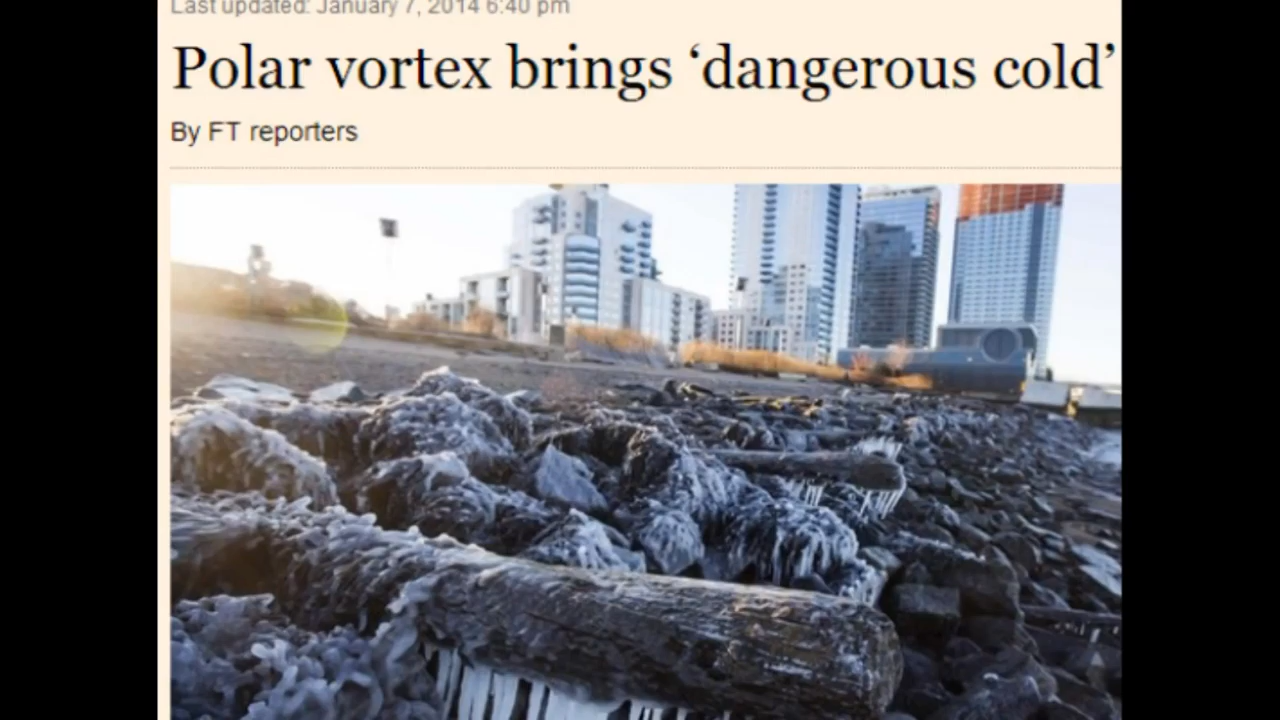 Last updated: January 7, 2014 6:40 pm
Polar vortex brings ‘dangerous cold’
By FT reporters